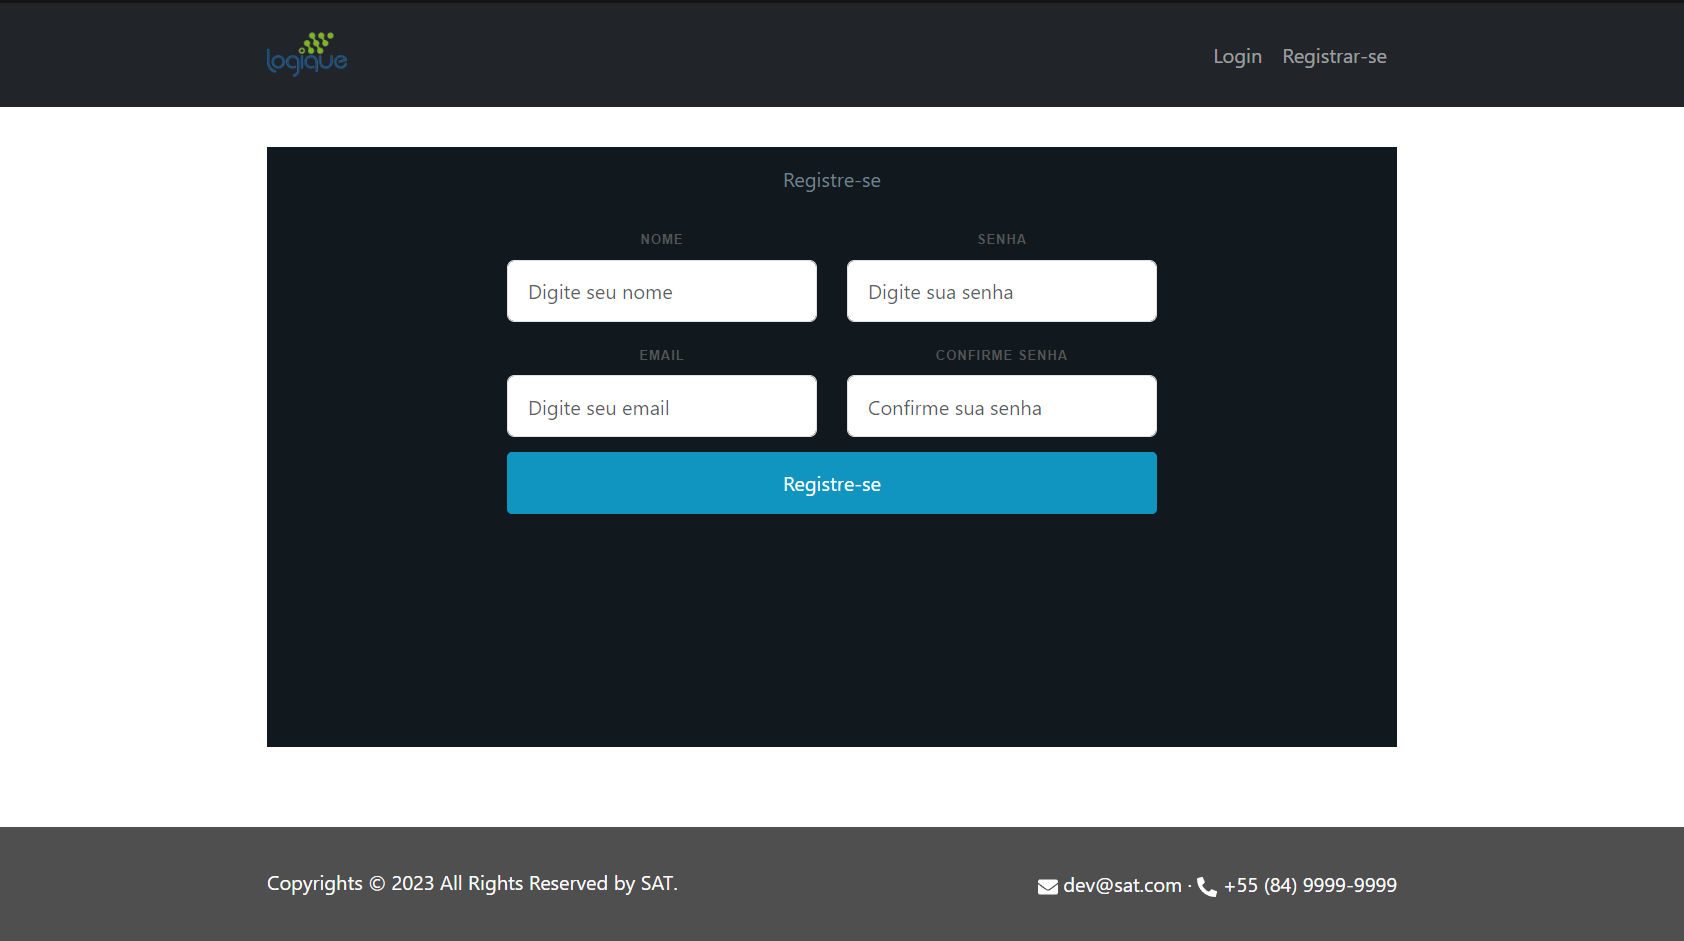 logique
Login Registrar-se
Registre-se
NOME SENHA
Digite seu nome Digite sua senha
EMAIL CONFIRME SENHA
Digite seu email Confirme sua senha
Registre-se
Copyrights © 2023 All Rights Reserved by SAT. dev@sat.com · +55 (84) 9999-9999